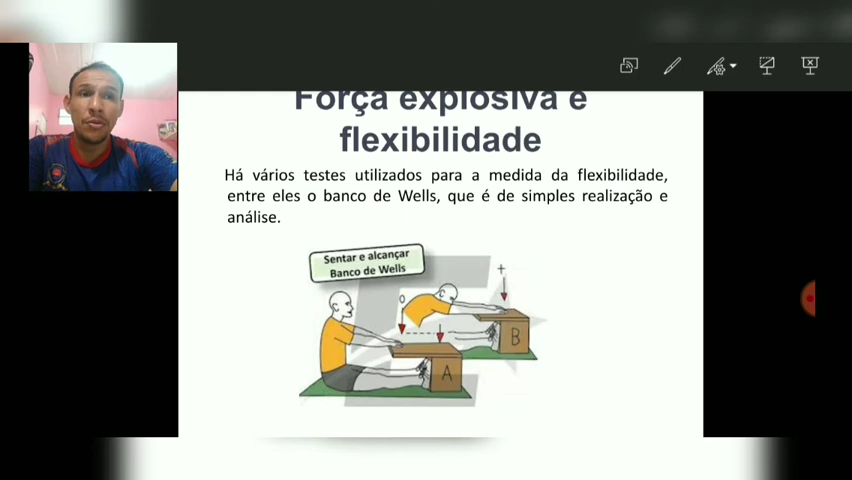 Força explosiva e
flexibilidade
Há vários testes utilizados para a medida da flexibilidade,
entre eles o banco de Wells, que é de simples realização e
análise.
Sentar e alcançar
Banco de Wells
+
0
- +
B
A